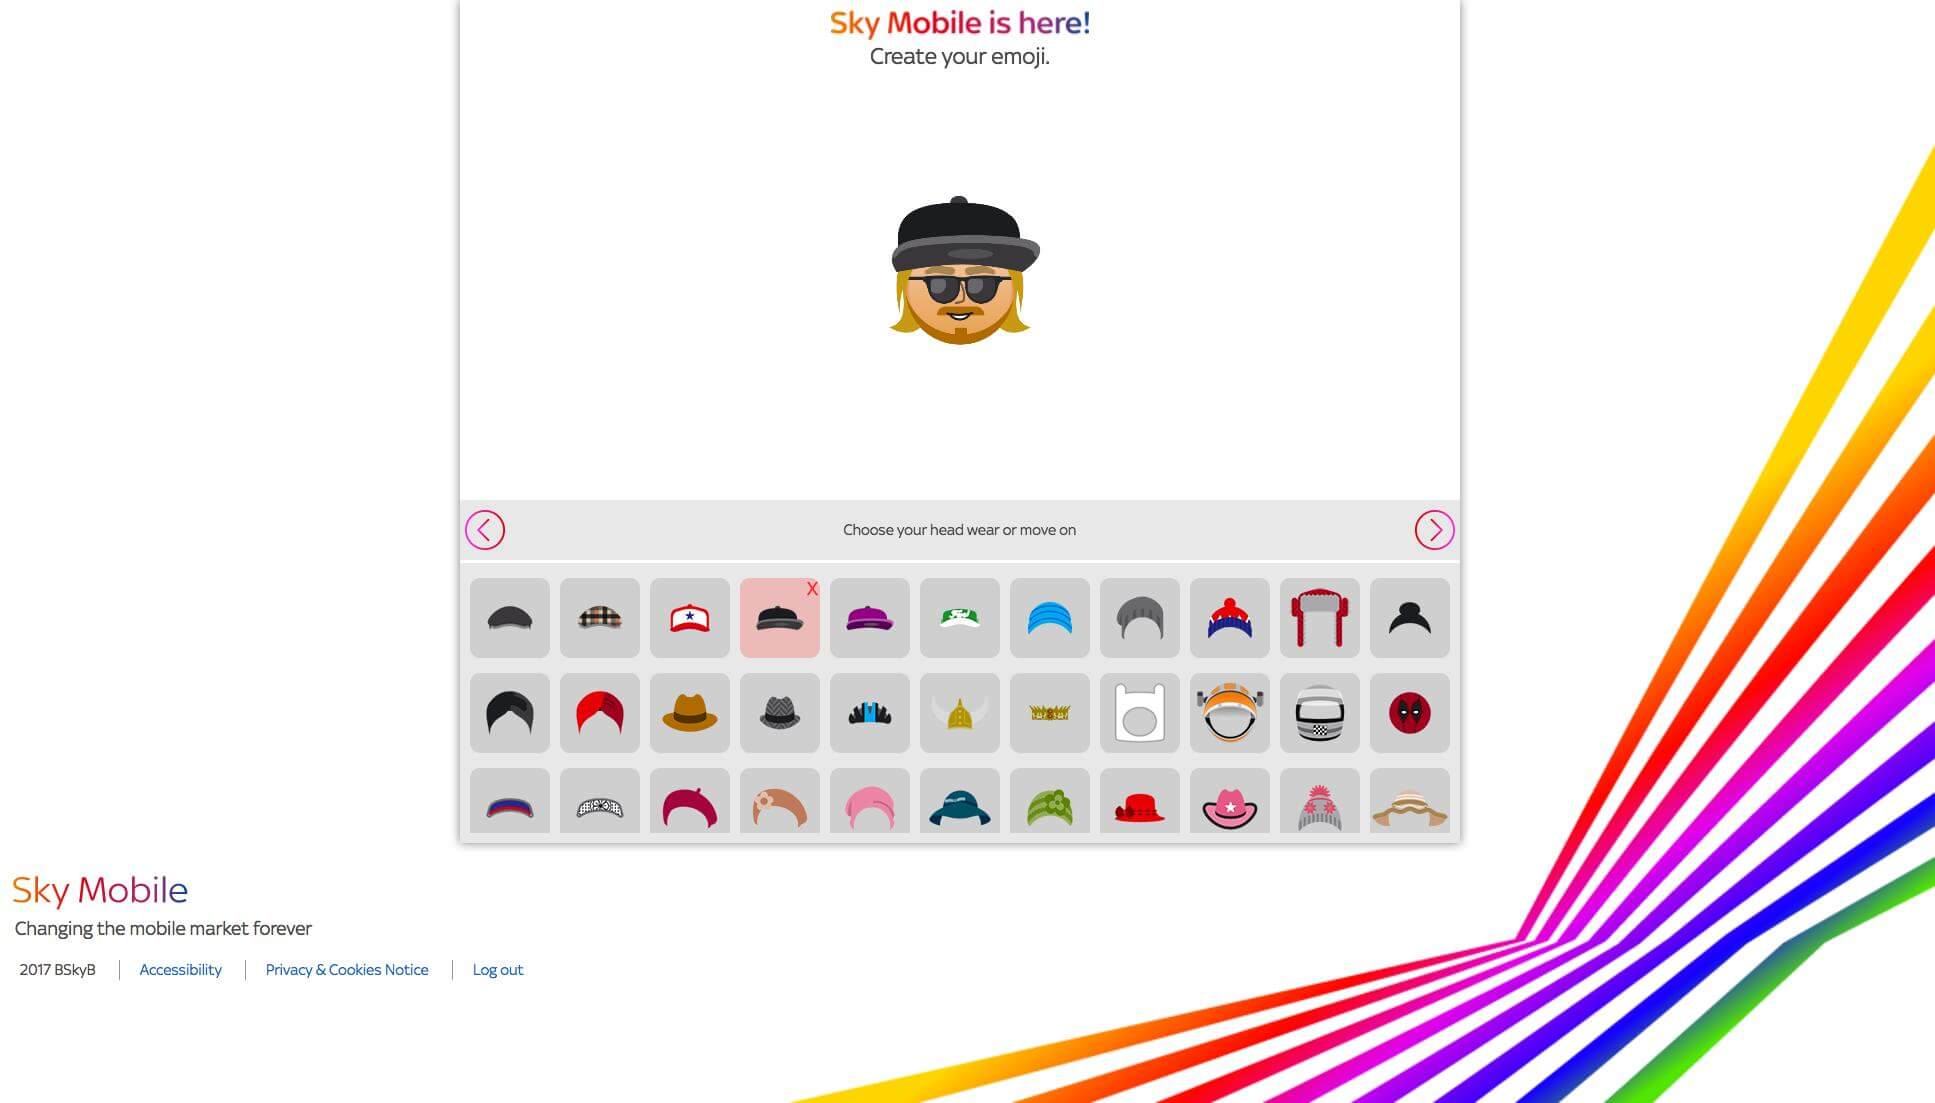 Sky Mobile is here!
Create your emoji.
Choose your head wear or move on
X
Sky Mobile
Changing the mobile market forever
2017 BSkyB
Accessibility
Privacy & Cookies Notice
Log out